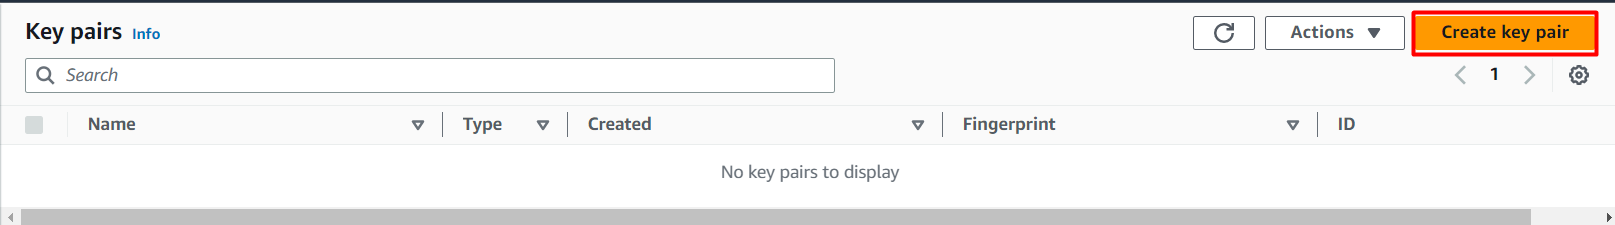 Key pairs Info Actions Create key pair
Search 1
Name Type Created Fingerprint ID
No key pairs to display